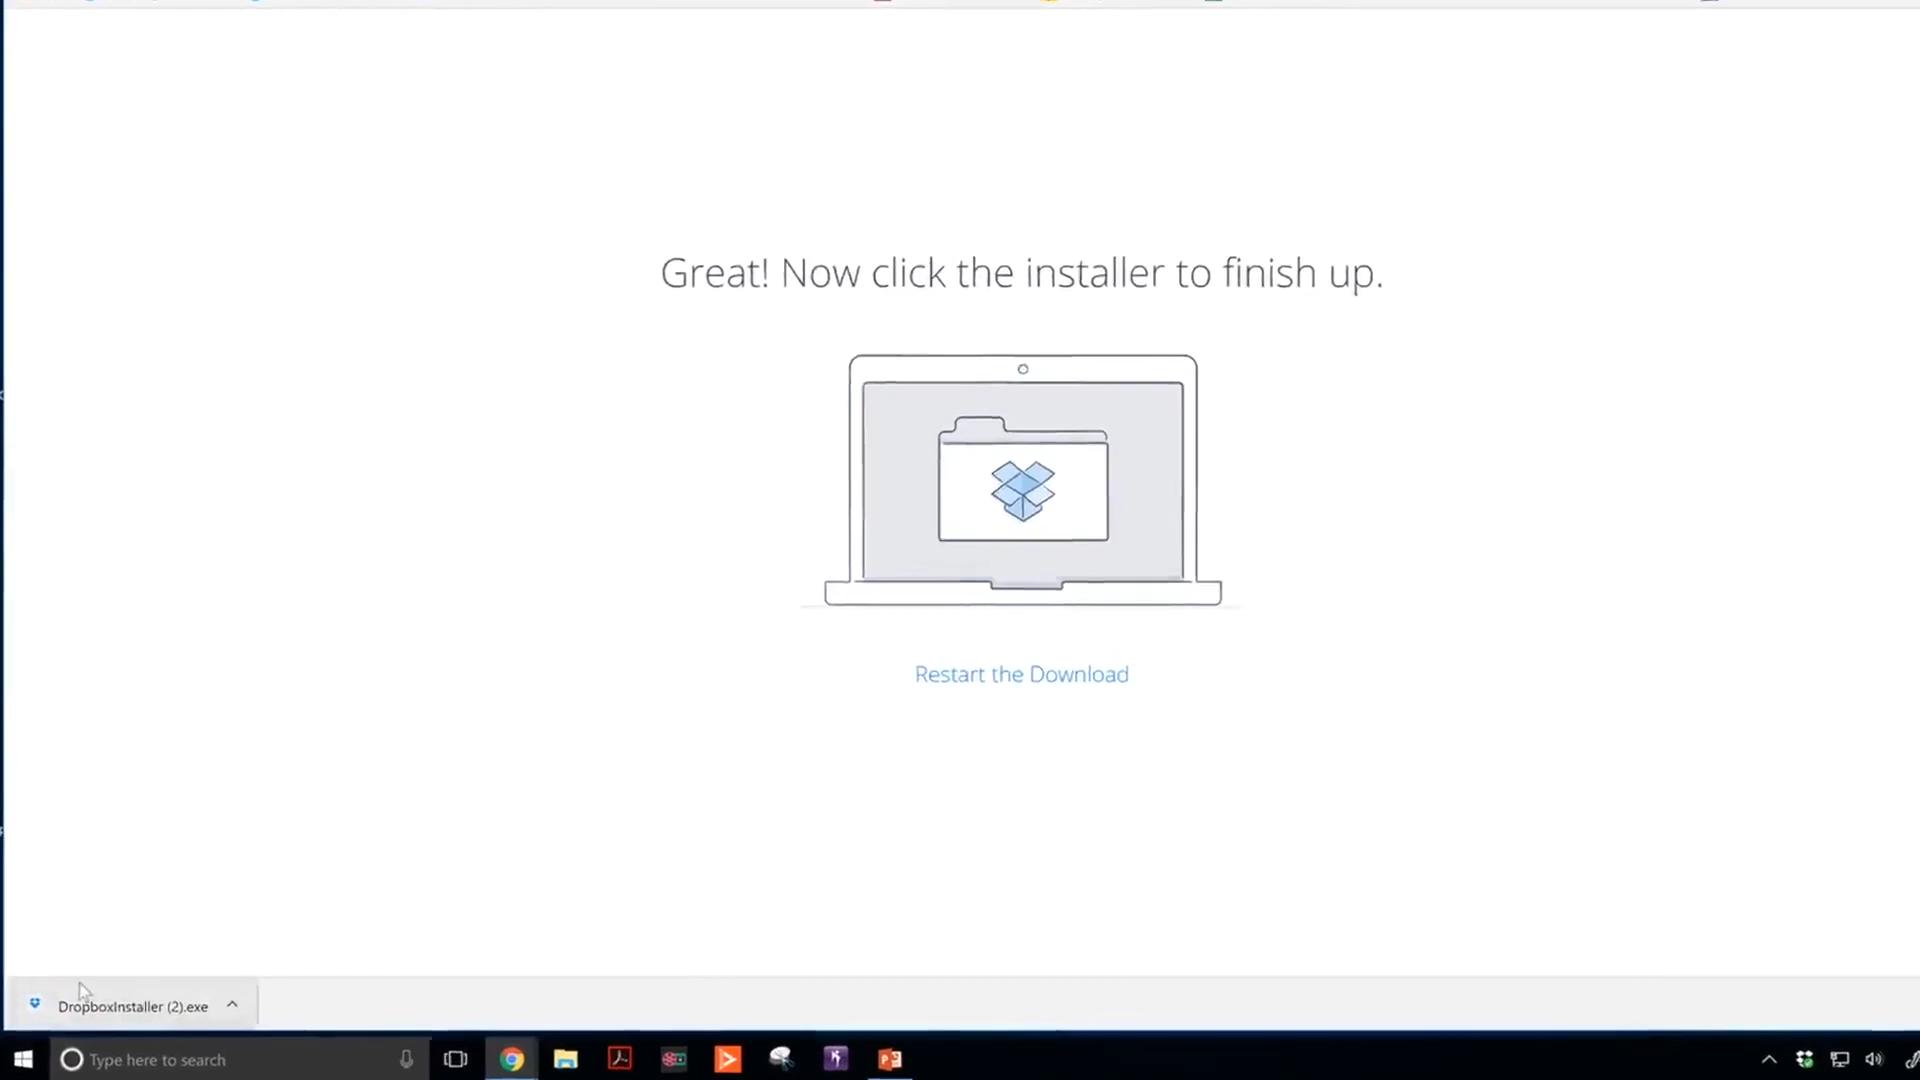 Great! Now click the installer to finish up.
Restart the Download
DropboxInstaller (2).exe
Type here to search